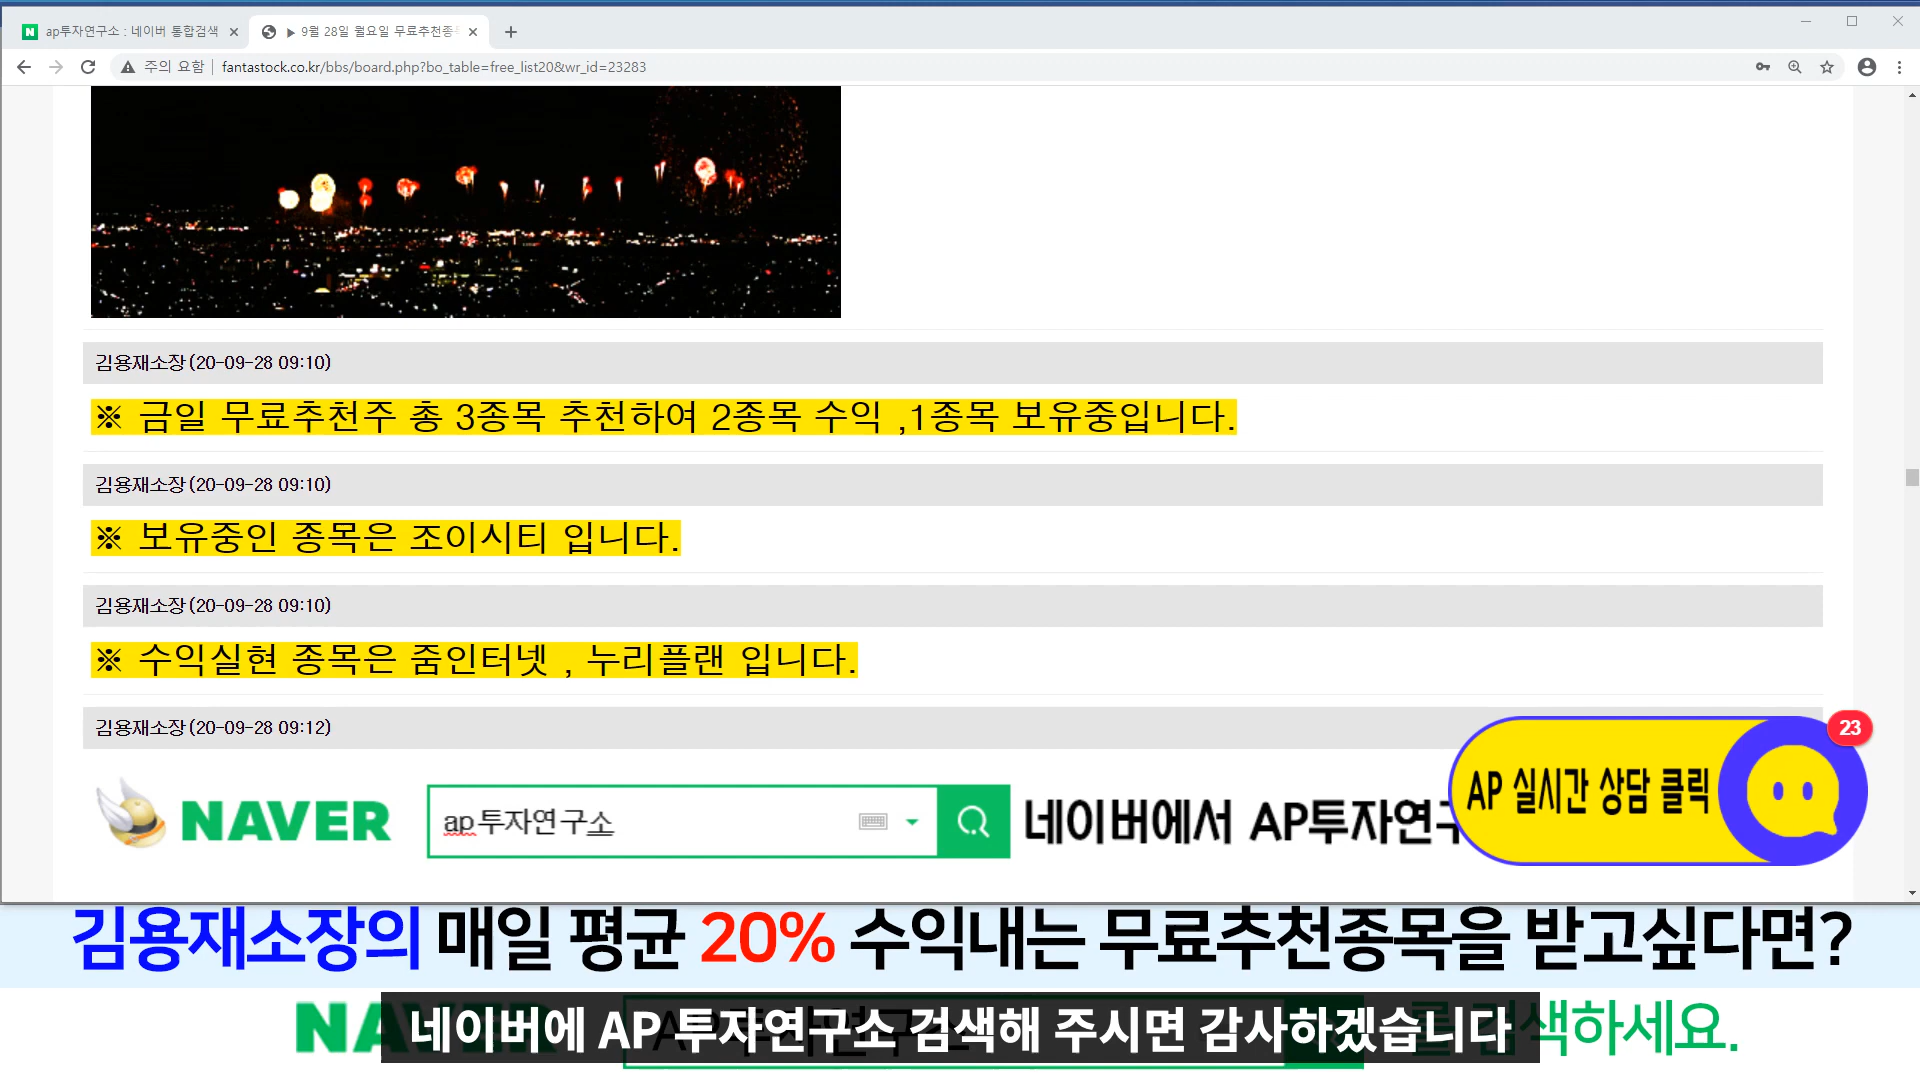 ap투자연구소 : 네이버 통합검색
▶ 9월 28일 월요일 무료추천종
주의 요함 | fantastock.co.kr/bbs/board.php?bo_table=free_list20&wr_id=23283
김용재소장 (20-09-28 09:10)
※ 금일 무료추천주 총 3종목 추천하여 2종목 수익 ,1종목 보유중입니다.
김용재소장 (20-09-28 09:10)
※ 보유중인 종목은 조이시티 입니다.
김용재소장 (20-09-28 09:10)
※ 수익실현 종목은 줌인터넷 , 누리플랜 입니다.
김용재소장 (20-09-28 09:12)
23
AP 실시간 상담 클릭
NAVER ap투자연구소 네이버에서 AP투자연구
김용재소장의 매일 평균 20% 수익내는 무료추천종목을 받고싶다면?
네이버에 AP 투자연구소 검색해 주시면 감사하겠습니다
색하세요.